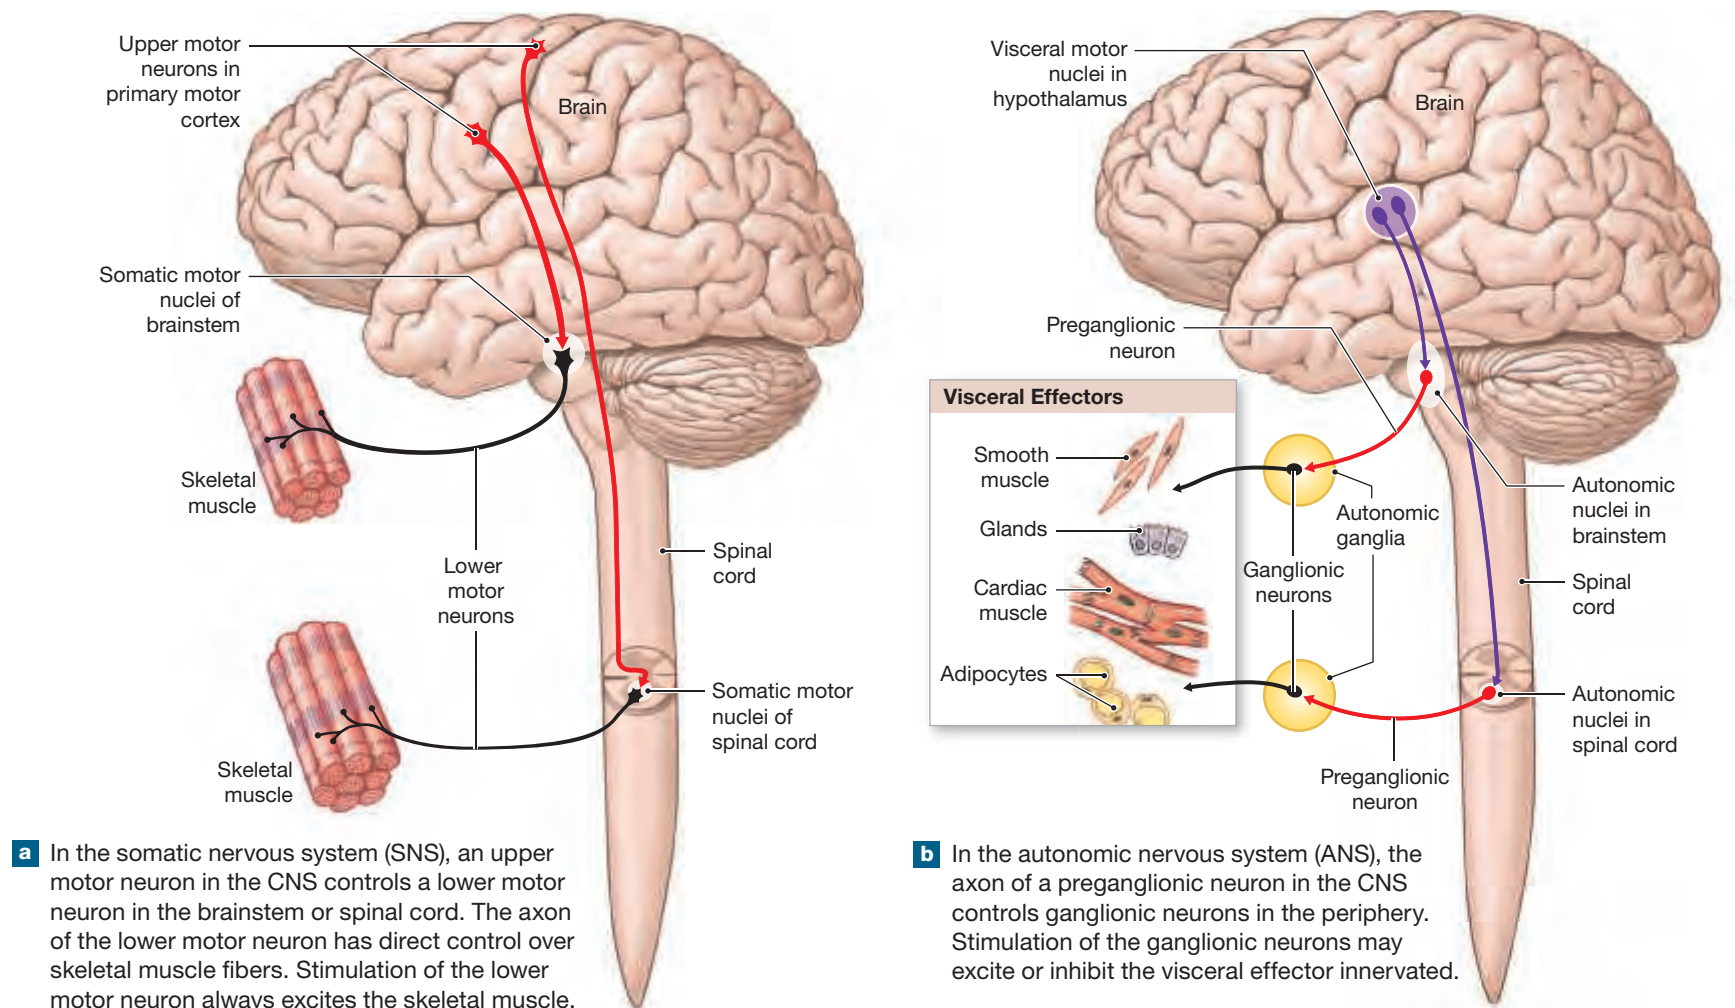 Upper motor
neurons in
primary motor
cortex
Brain
Somatic motor
nuclei of
brainstem
Skeletal
muscle
Lower
motor
neurons
Spinal
cord
Somatic motor
nuclei of
spinal cord
Skeletal
muscle
a In the somatic nervous system (SNS), an upper
motor neuron in the CNS controls a lower motor
neuron in the brainstem or spinal cord. The axon
of the lower motor neuron has direct control over
skeletal muscle fibers. Stimulation of the lower
motor neuron always excites the skeletal muscle.
Visceral motor
nuclei in
hypothalamus
Brain
Preganglionic
neuron
Visceral Effectors
Smooth
muscle
Glands
Cardiac
muscle
Adipocytes
Autonomic
ganglia
Ganglionic
neurons
Autonomic
nuclei in
brainstem
Spinal
cord
Autonomic
nuclei in
spinal cord
Preganglionic
neuron
b In the autonomic nervous system (ANS), the
axon of a preganglionic neuron in the CNS
controls ganglionic neurons in the periphery.
Stimulation of the ganglionic neurons may
excite or inhibit the visceral effector innervated.